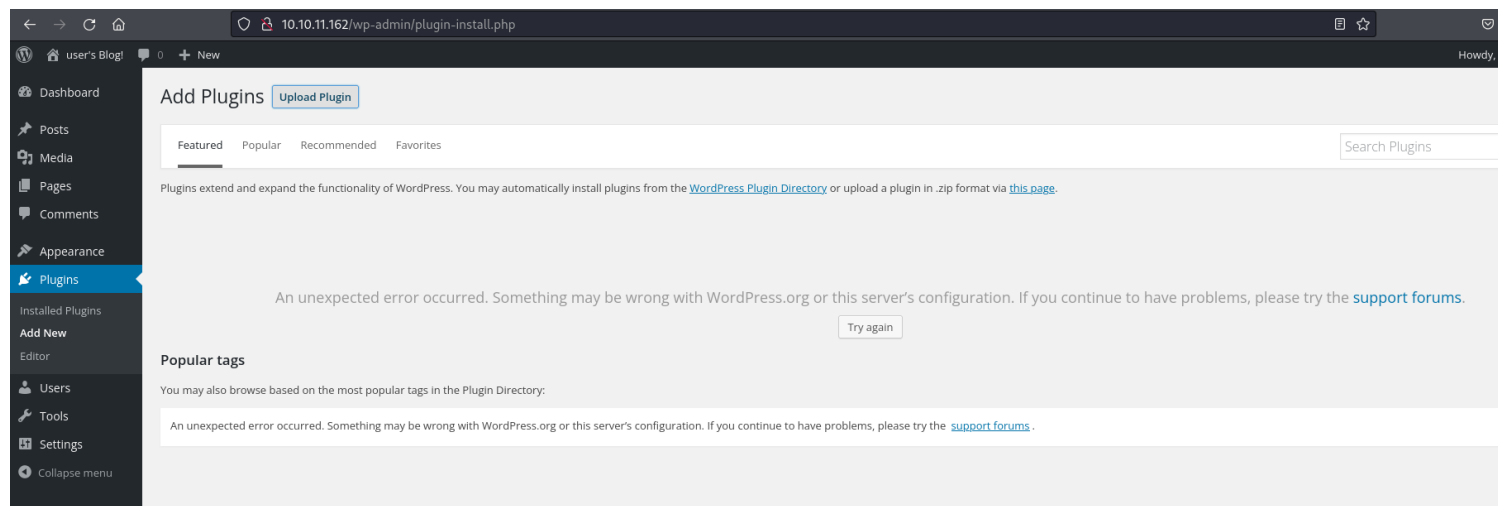 10.10.11.162/wp-admin/plugin-install.php
user's Blog! 0 + New Howdy,
Dashboard
Posts
Media
Pages
Comments
Appearance
Plugins
Installed Plugins
Add New
Editor
Users
Tools
Settings
Collapse menu
Add Plugins Upload Plugin
Featured Popular Recommended Favorites Search Plugins
Plugins extend and expand the functionality of WordPress. You may automatically install plugins from the WordPress Plugin Directory or upload a plugin in .zip format via this page.
An unexpected error occurred. Something may be wrong with WordPress.org or this server’s configuration. If you continue to have problems, please try the support forums.
Try again
Popular tags
You may also browse based on the most popular tags in the Plugin Directory:
An unexpected error occurred. Something may be wrong with WordPress.org or this server’s configuration. If you continue to have problems, please try the support forums .